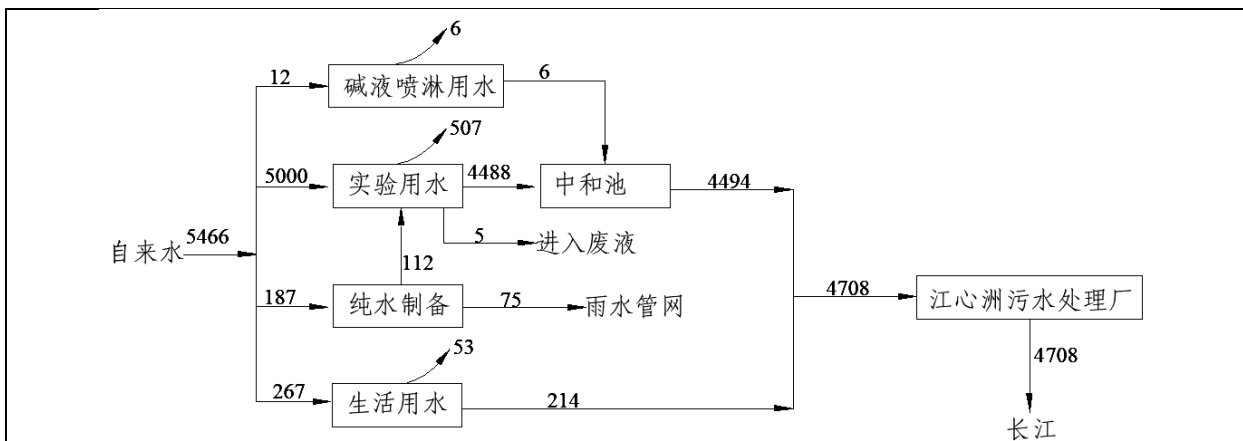 6
12
碱液喷淋用水
6
507
5000
实验用水
4488
中和池
4494
自来水
5466
5
进入废液
112
187
纯水制备
75
雨水管网
4708
江心洲污水处理厂
53
4708
267
生活用水
214
长江